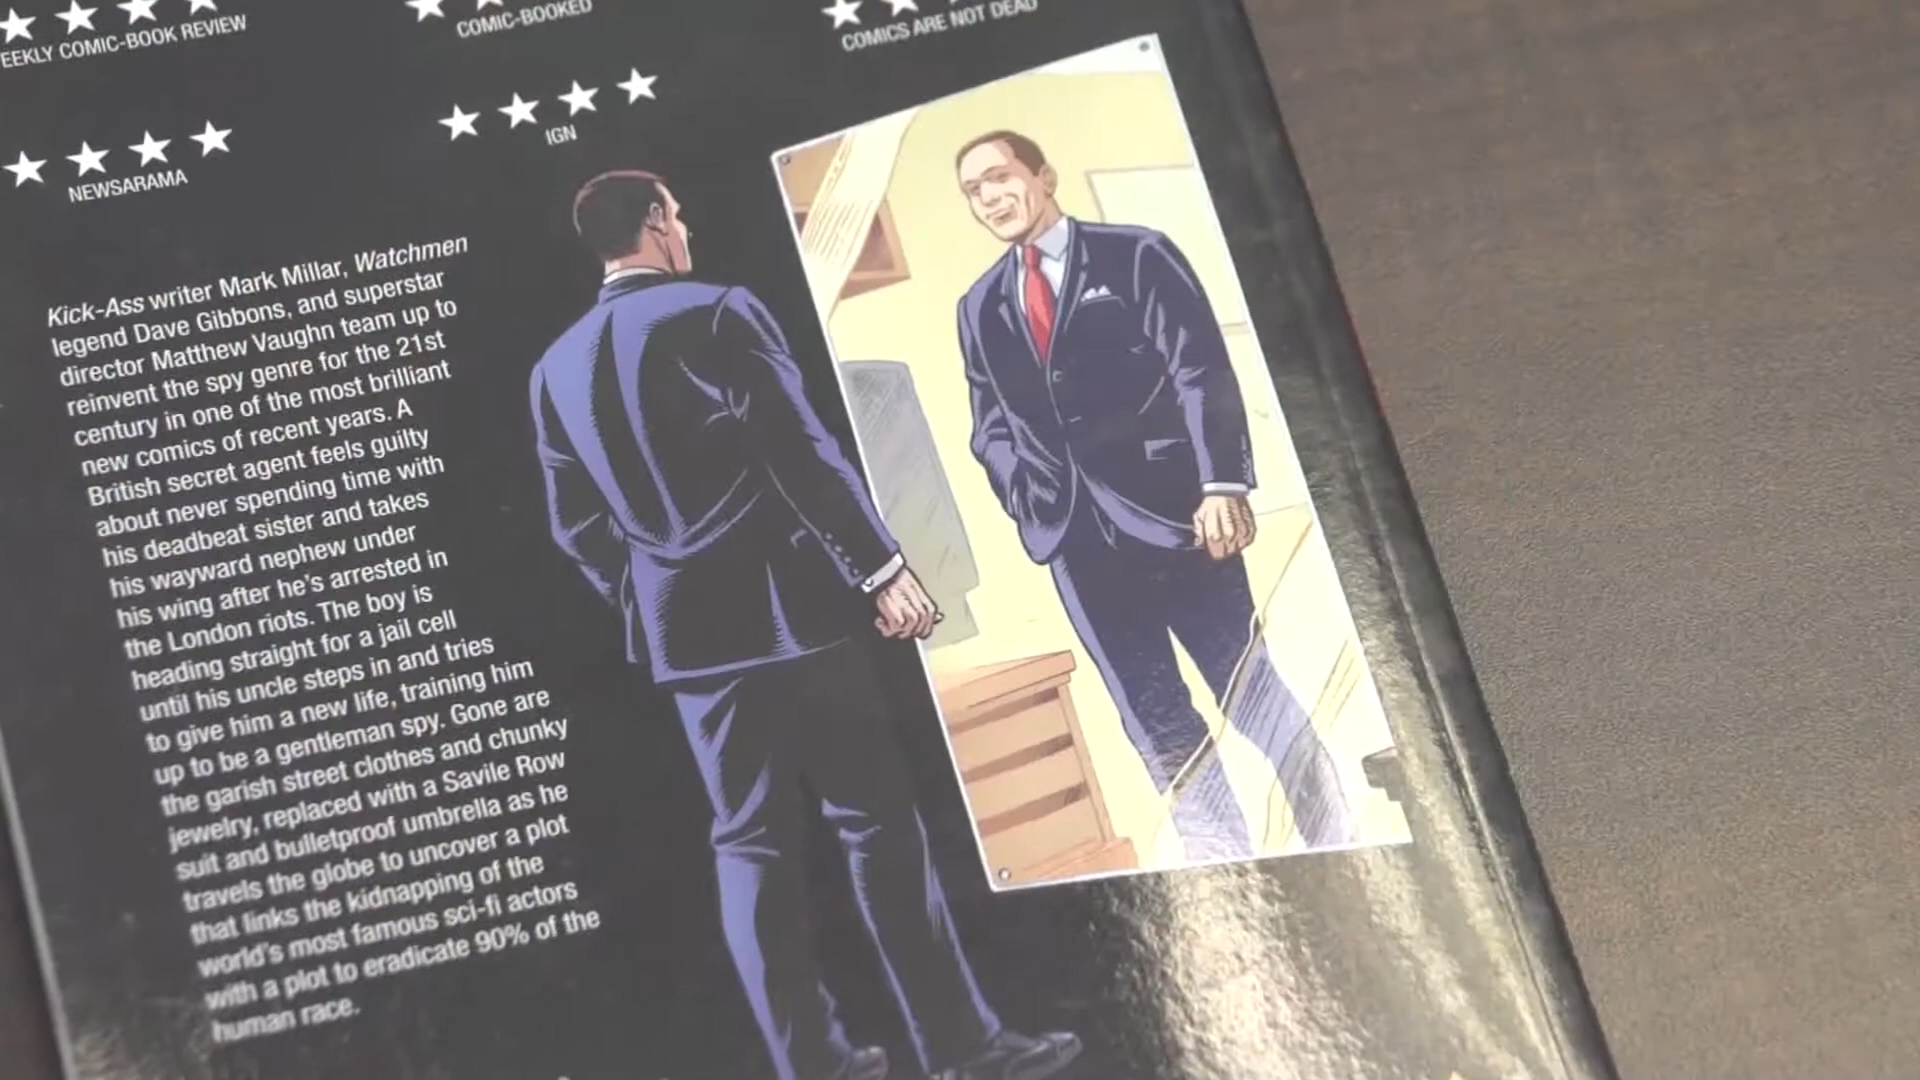 WEEKLY COMIC-BOOK REVIEW
COMIC-BOOKED
COMICS ARE NOT DEAD
NEWSARAMA
IGN
Kick-Ass writer Mark Millar, Watchmen
legend Dave Gibbons, and superstar
director Matthew Vaughn team up to
reinvent the spy genre for the 21st
century in one of the most brilliant
new comics of recent years. A
British secret agent feels guilty
about never spending time with
his deadbeat sister and takes
his wayward nephew under
his wing after he's arrested in
the London riots. The boy is
heading straight for a jail cell
until his uncle steps in and tries
to give him a new life, training him
up to be a gentleman spy. Gone are
the garish street clothes and chunky
jewelry, replaced with a Savile Row
suit and bulletproof umbrella as he
travels the globe to uncover a plot
that links the kidnapping of the
world's most famous sci-fi actors
with a plot to eradicate 90% of the
human race.